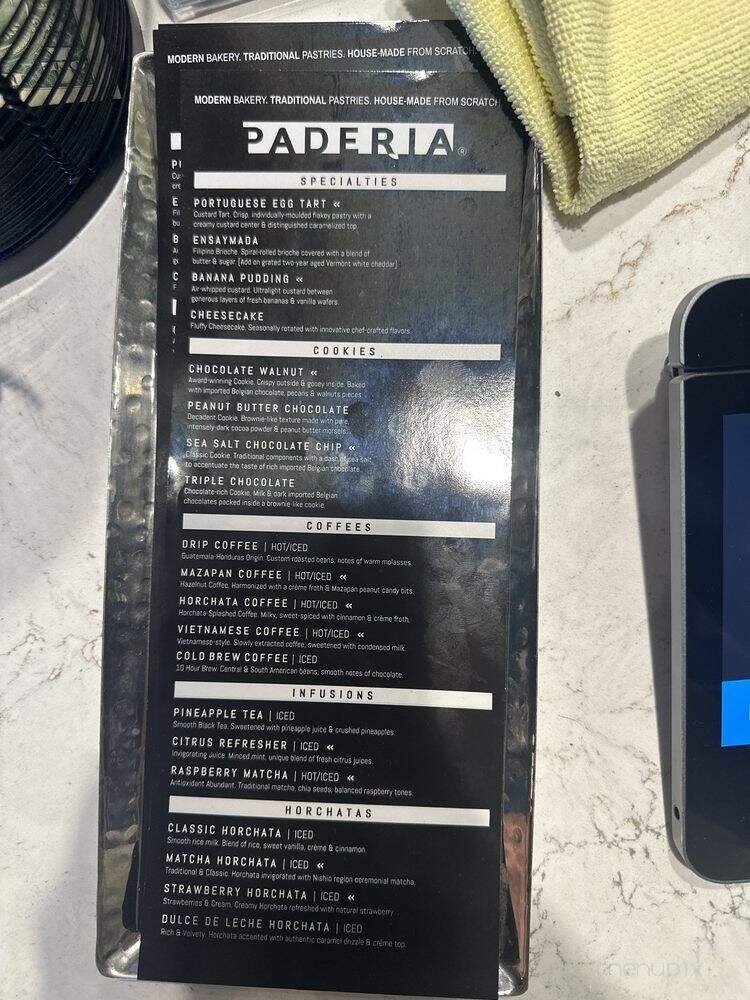 MODERN BAKERY. TRADITIONAL PASTRIES. HOUSE-MADE FROM SCRATCH
MODERN BAKERY. TRADITIONAL PASTRIES. HOUSE-MADE FROM SCRATCH
PADERIA®
SPECIALTIES
PORTUGUESE EGG TART «
Custard Tart. Crisp, individually-moulded flakey pastry with a
creamy custard center & distinguished caramelized top.
ENSAYMADA
Filipino Brioche. Spiral-rolled brioche covered with a blend of
butter & sugar. [Add on grated two-year aged Vermont white cheddar]
BANANA PUDDING «
Air-whipped custard. Ultralight custard between
generous layers of fresh bananas & vanilla wafers.
CHEESECAKE
Fluffy Cheesecake. Seasonally rotated with innovative chef-crafted flavors.
COOKIES
CHOCOLATE WALNUT «
Award-winning Cookie. Crispy outside & gooey inside. Baked
with imported Belgian chocolate, pecans & walnuts pieces
PEANUT BUTTER CHOCOLATE
Decadent Cookie. Brownie-like texture made with pure,
intensely-dark cocoa powder & peanut butter morsels.
SEA SALT CHOCOLATE CHIP «
Classic Cookie. Traditional components with a dash of sea salt
to accentuate the taste of rich imported Belgian chocolate.
TRIPLE CHOCOLATE
Chocolate-rich Cookie. Milk & dark imported Belgian
chocolates packed inside a brownie-like cookie.
COFFEES
DRIP COFFEE | HOT/ICED
Guatemala-Honduras Origin. Custom-roasted beans; notes of warm molasses.
MAZAPAN COFFEE | HOT/ICED «
Hazelnut Coffee. Harmonized with a crème froth & Mazapan peanut candy bits.
HORCHATA COFFEE | HOT/ICED «
Horchata-Splashed Coffee. Milky, sweet-spiced with cinnamon & crème froth.
VIETNAMESE COFFEE | HOT/ICED «
Vietnamese-style. Slowly extracted coffee; sweetened with condensed milk.
COLD BREW COFFEE | ICED
10 Hour Brew. Central & South American beans; smooth notes of chocolate.
INFUSIONS
PINEAPPLE TEA | ICED
Smooth Black Tea. Sweetened with pineapple juice & crushed pineapples.
CITRUS REFRESHER | ICED «
Invigorating Juice. Minced mint, unique blend of fresh citrus juices.
RASPBERRY MATCHA | HOT/ICED «
Antioxidant Abundant. Traditional matcha, chia seeds; balanced raspberry tones.
HORCHATAS
CLASSIC HORCHATA | ICED
Smooth rice milk. Blend of rice, sweet vanilla, crème & cinnamon.
MATCHA HORCHATA | ICED «
Traditional & Classic. Horchata invigorated with Nishio region ceremonial matcha.
STRAWBERRY HORCHATA | ICED «
Strawberries & Cream. Creamy Horchata refreshed with natural strawberry.
DULCE DE LECHE HORCHATA | ICED
Rich & Velvety. Horchata accented with authentic caramel drizzle & crème top.
menupix